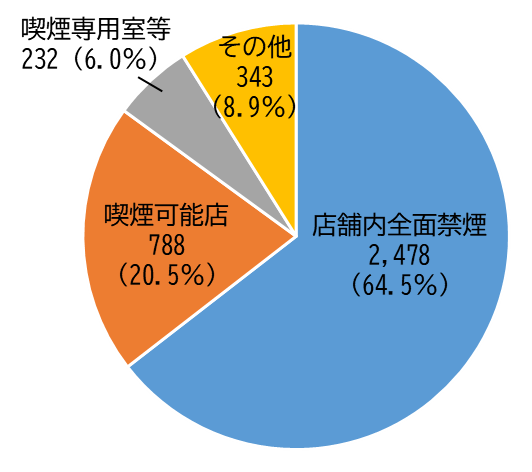 喫煙専用室等
232（6.0%）
その他
343
（8.9%）
店舗内全面禁煙
2,478
（64.5%）
喫煙可能店
788
（20.5%）